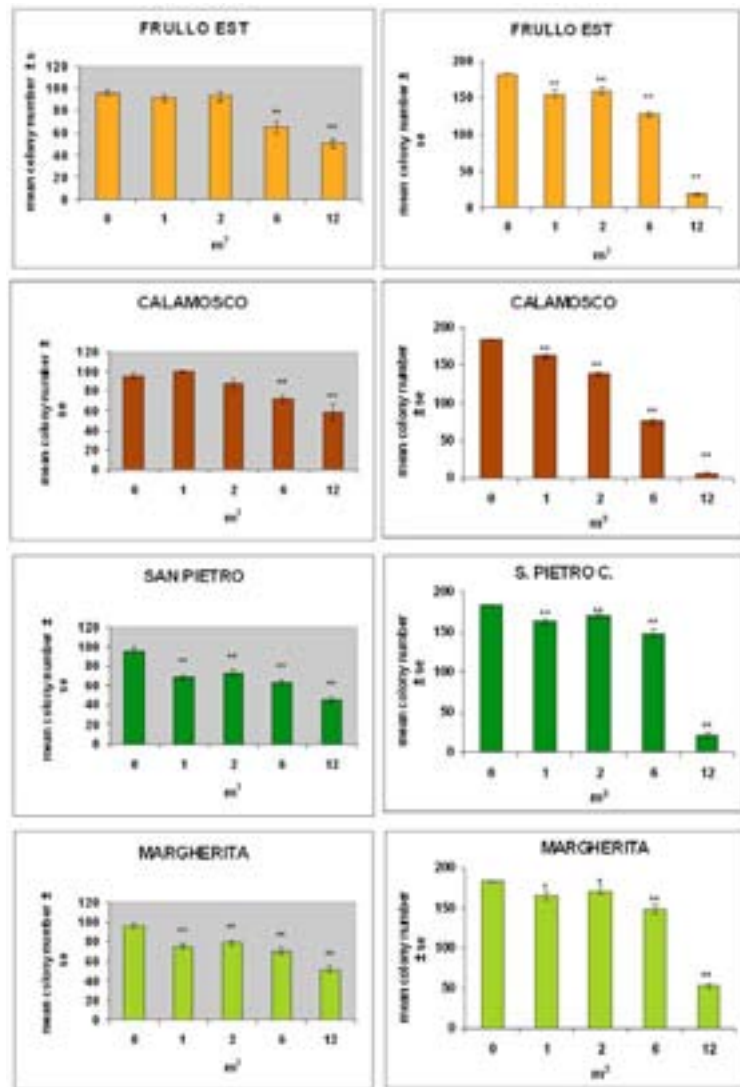 FRULLO EST
mean colony number ± s
120
100
80
60
40
20
0
** **
0 1 2 6 12
m³
FRULLO EST
mean colony number ±
se
200
150
100
50
0
** ** ** **
0 1 2 6 12
m³
CALAMOSCO
mean colony number ±
se
120
100
80
60
40
20
0
** **
0 1 2 6 12
m³
CALAMOSCO
mean colony number
± se
200
150
100
50
0
** ** ** **
0 1 2 6 12
m³
SAN PIETRO
mean colony number ±
se
120
100
80
60
40
20
0
** ** ** **
0 1 2 6 12
m³
S. PIETRO C.
mean colony number
± se
200
150
100
50
0
** ** ** **
0 1 2 6 12
m³
MARGHERITA
mean colony number ±
se
120
100
80
60
40
20
0
** ** ** **
0 1 2 6 12
m³
MARGHERITA
mean colony number
± se
200
150
100
50
0
* * ** **
0 1 2 6 12
m³